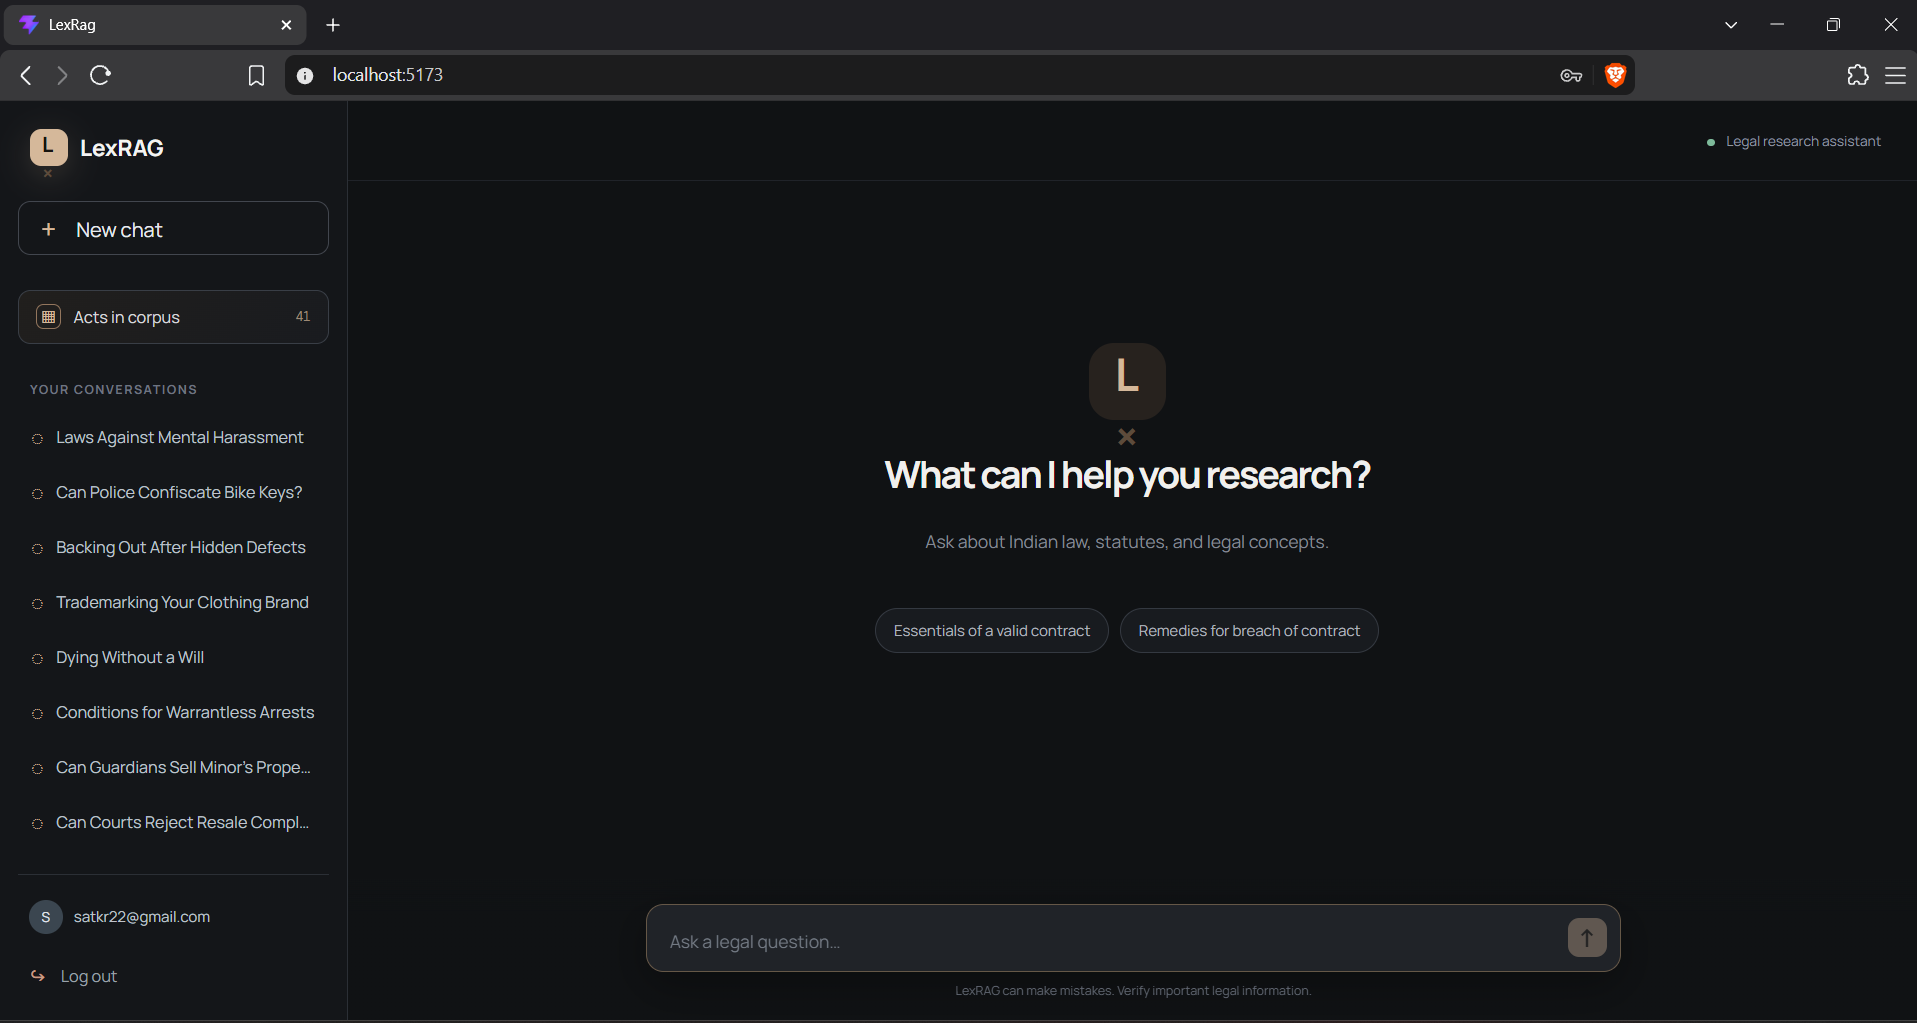 LexRag
localhost:5173
L
LexRAG
Legal research assistant
New chat
Acts in corpus 41
YOUR CONVERSATIONS
Laws Against Mental Harassment
Can Police Confiscate Bike Keys?
Backing Out After Hidden Defects
Trademarking Your Clothing Brand
Dying Without a Will
Conditions for Warrantless Arrests
Can Guardians Sell Minor's Prope...
Can Courts Reject Resale Compl...
S satkr22@gmail.com
Log out
L
What can I help you research?
Ask about Indian law, statutes, and legal concepts.
Essentials of a valid contract Remedies for breach of contract
Ask a legal question...
LexRAG can make mistakes. Verify important legal information.